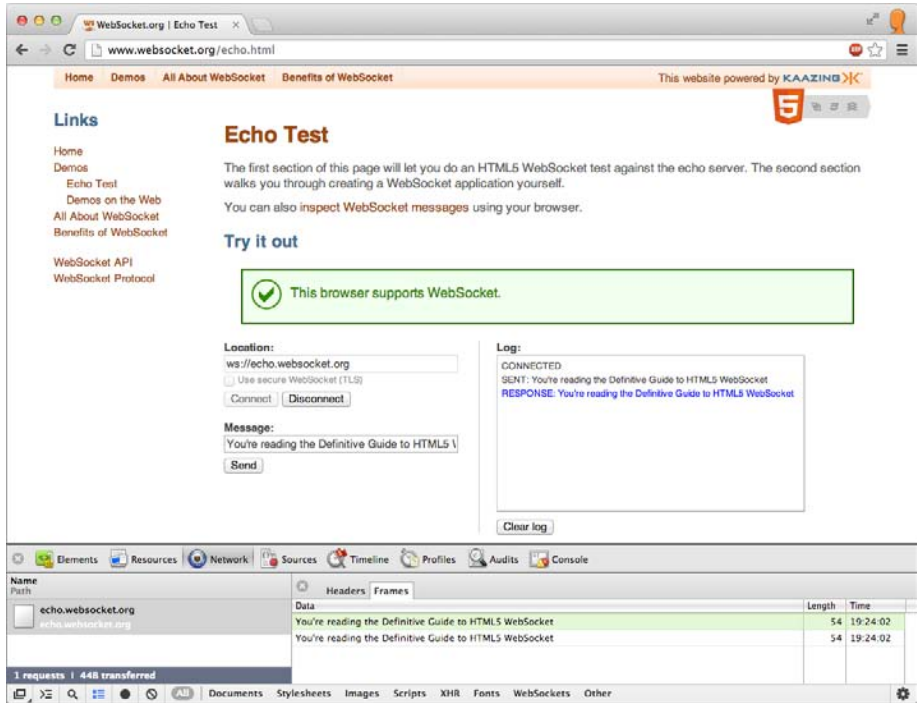 WebSocket.org | Echo Test
www.websocket.org/echo.html
Home Demos All About WebSocket Benefits of WebSocket
This website powered by KAAZING
Links
Home
Demos
Echo Test
Demos on the Web
All About WebSocket
Benefits of WebSocket
WebSocket API
WebSocket Protocol
5
Echo Test
The first section of this page will let you do an HTML5 WebSocket test against the echo server. The second section
walks you through creating a WebSocket application yourself.
You can also inspect WebSocket messages using your browser.
Try it out
This browser supports WebSocket.
Location:
ws://echo.websocket.org
Use secure WebSocket (TLS)
Connect Disconnect
Message:
You're reading the Definitive Guide to HTML5 \
Send
Log:
CONNECTED
SENT: You're reading the Definitive Guide to HTML5 WebSocket
RESPONSE: You're reading the Definitive Guide to HTML5 WebSocket
Clear log
Elements Resources Network Sources Timeline Profiles Audits Console
Name
Path
echo.websocket.org
echo.websocket.org
Headers Frames
Data Length Time
You're reading the Definitive Guide to HTML5 WebSocket 54 19:24:02
You're reading the Definitive Guide to HTML5 WebSocket 54 19:24:02
1 requests | 44B transferred
All Documents Stylesheets Images Scripts XHR Fonts WebSockets Other